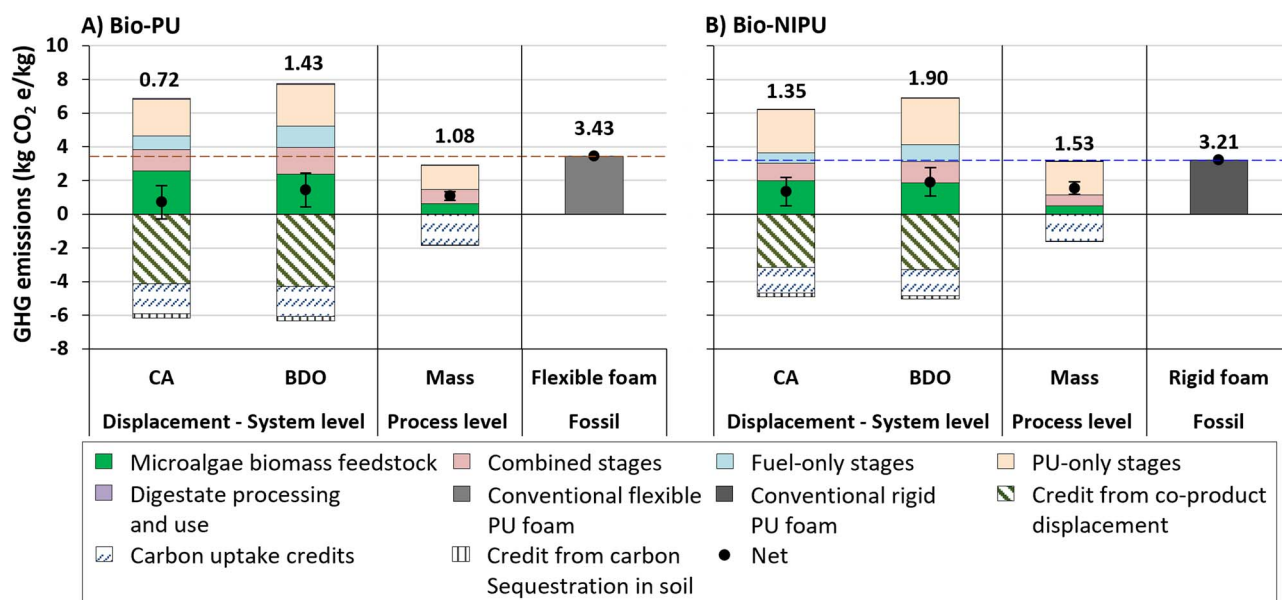 A) Bio-PU
B) Bio-NIPU
GHG emissions (kg CO₂ e/kg)
10
8
6
4
2
0
-2
-4
-6
-8
0.72
1.43
1.08
3.43
1.35
1.90
1.53
3.21
CA
BDO
Mass
Flexible foam
CA
BDO
Mass
Rigid foam
Displacement - System level
Process level
Fossil
Displacement - System level
Process level
Fossil
Microalgae biomass feedstock
Combined stages
Fuel-only stages
PU-only stages
Digestate processing
and use
Conventional flexible
PU foam
Conventional rigid
PU foam
Credit from co-product
displacement
Carbon uptake credits
Credit from carbon
Sequestration in soil
Net